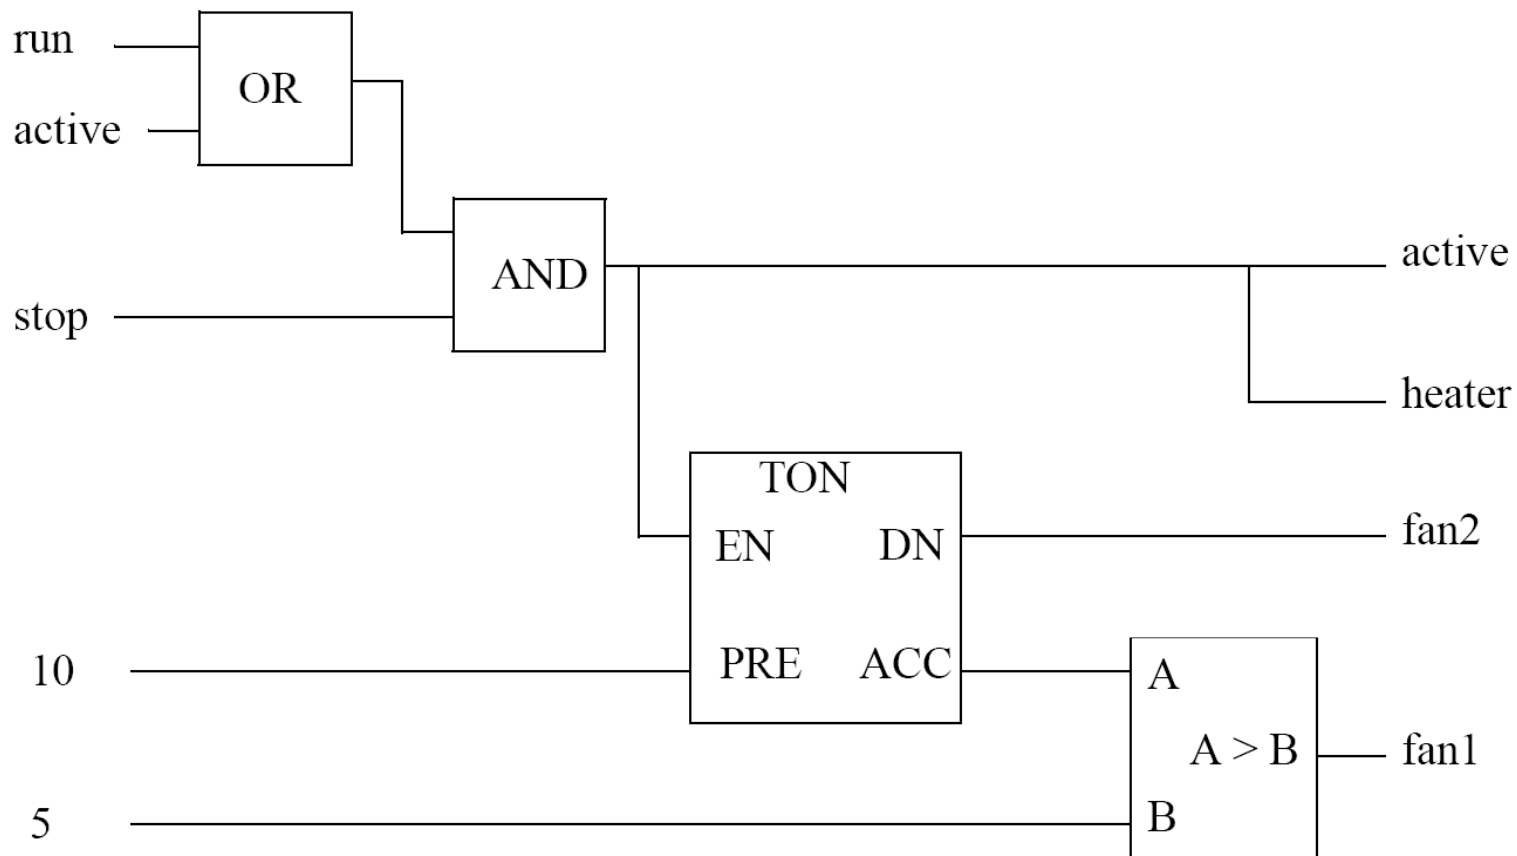 run
OR
active
AND
active
stop
heater
TON
EN
DN
fan2
10
PRE
ACC
A
A > B
fan1
5
B